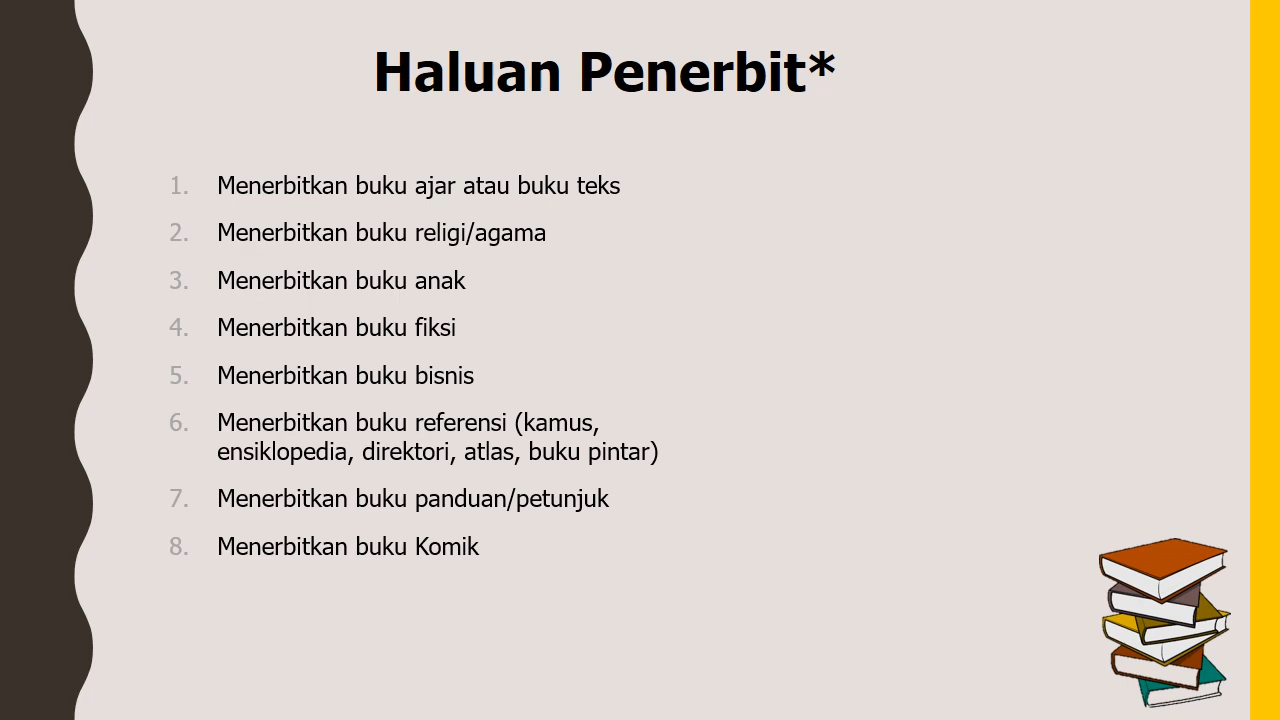 Haluan Penerbit*
1. Menerbitkan buku ajar atau buku teks
2. Menerbitkan buku religi/agama
3. Menerbitkan buku anak
4. Menerbitkan buku fiksi
5. Menerbitkan buku bisnis
6. Menerbitkan buku referensi (kamus,
ensiklopedia, direktori, atlas, buku pintar)
7. Menerbitkan buku panduan/petunjuk
8. Menerbitkan buku Komik